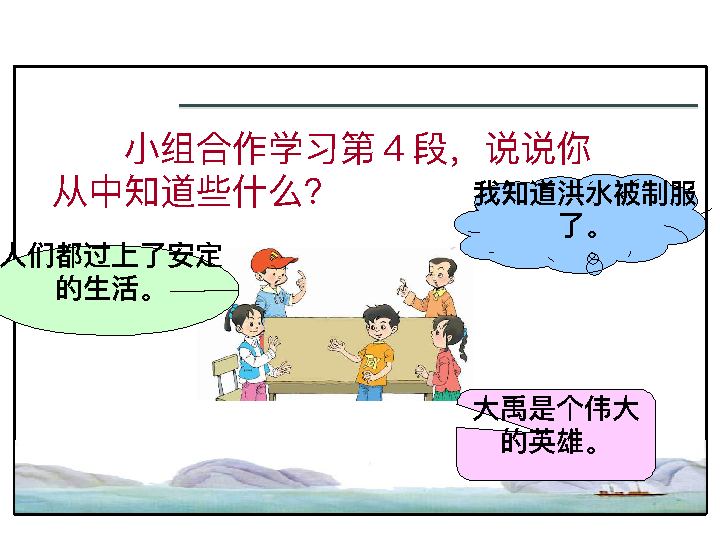 小组合作学习第４段，说说你
从中知道些什么？
我知道洪水被制服
了。
人们都过上了安定
的生活。
大禹是个伟大
的英雄。